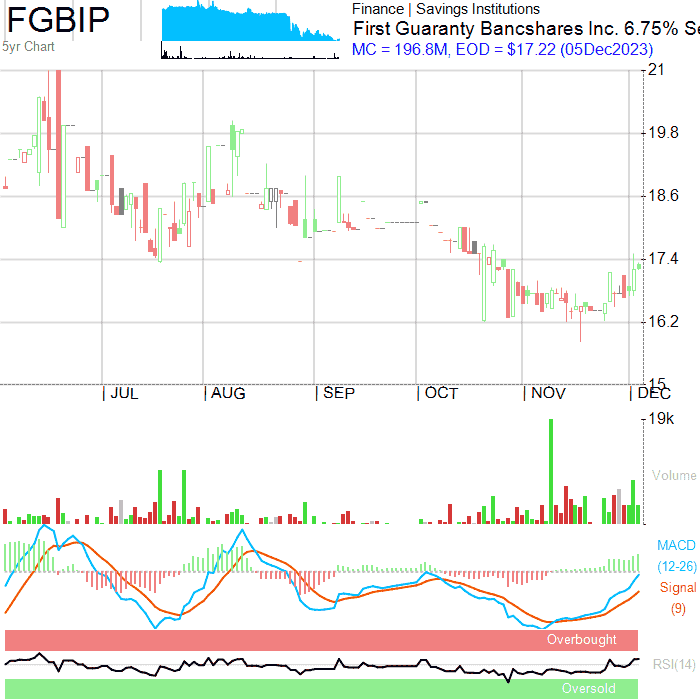 FGBIP
5yr Chart
Finance | Savings Institutions
First Guaranty Bancshares Inc. 6.75% Se
MC = 196.8M, EOD = $17.22 (05Dec2023)
21
19.8
18.6
17.4
16.2
15
| JUL | AUG | SEP | OCT | NOV | DEC
19k
Volume
MACD
(12-26)
Signal
(9)
Overbought
RSI(14)
Oversold